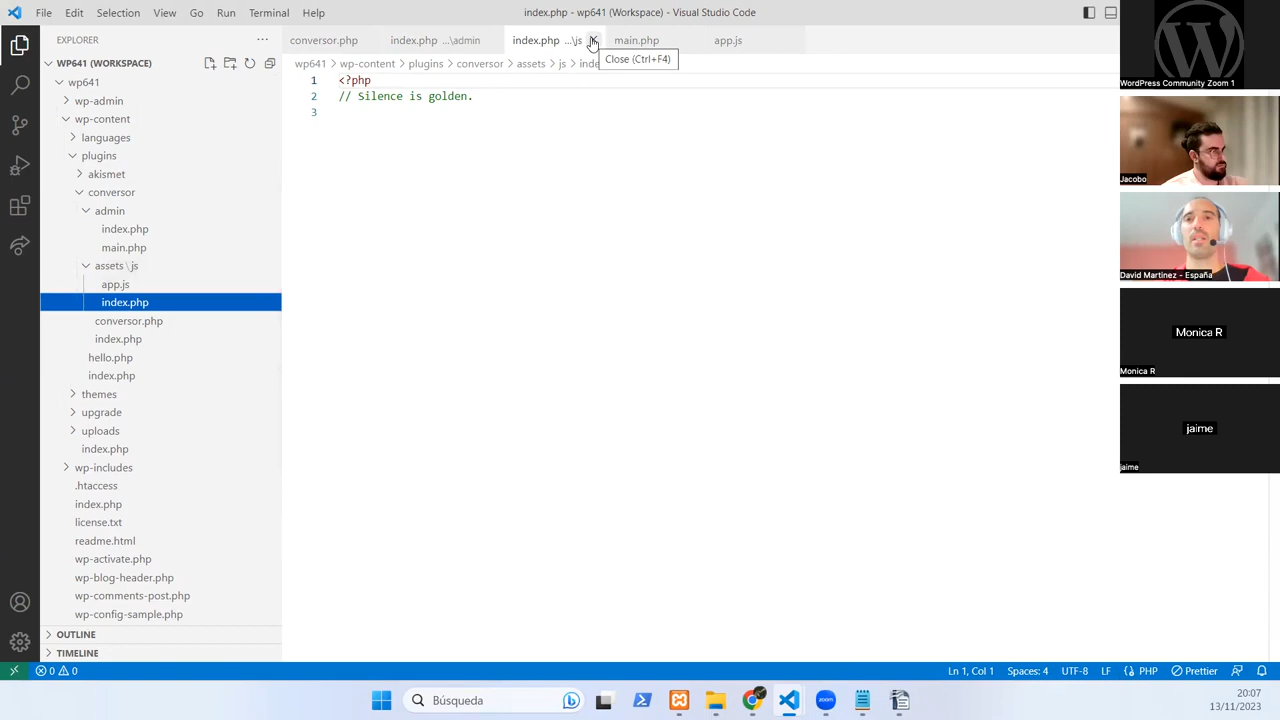 File Edit Selection View Go Run Terminal Help
index.php - wp641 (Workspace) - Visual Studio Code
EXPLORER
WP641 (WORKSPACE)
wp641
wp-admin
wp-content
languages
plugins
akismet
conversor
admin
index.php
main.php
assets \ js
app.js
index.php
conversor.php
index.php
hello.php
index.php
themes
upgrade
uploads
index.php
wp-includes
.htaccess
index.php
license.txt
readme.html
wp-activate.php
wp-blog-header.php
wp-comments-post.php
wp-config-sample.php
OUTLINE
TIMELINE
conversor.php index.php ...\admin index.php ...\js main.php app.js
Close (Ctrl+F4)
wp641 > wp-content > plugins > conversor > assets > js >
1 <?php
2 // Silence is golden.
3
WordPress Community Zoom 1
Jacobo
David Martínez - España
Monica R
Monica R
jaime
jaime
0 0 Ln 1, Col 1 Spaces: 4 UTF-8 LF PHP Prettier
Búsqueda
zoom
20:07
13/11/2023